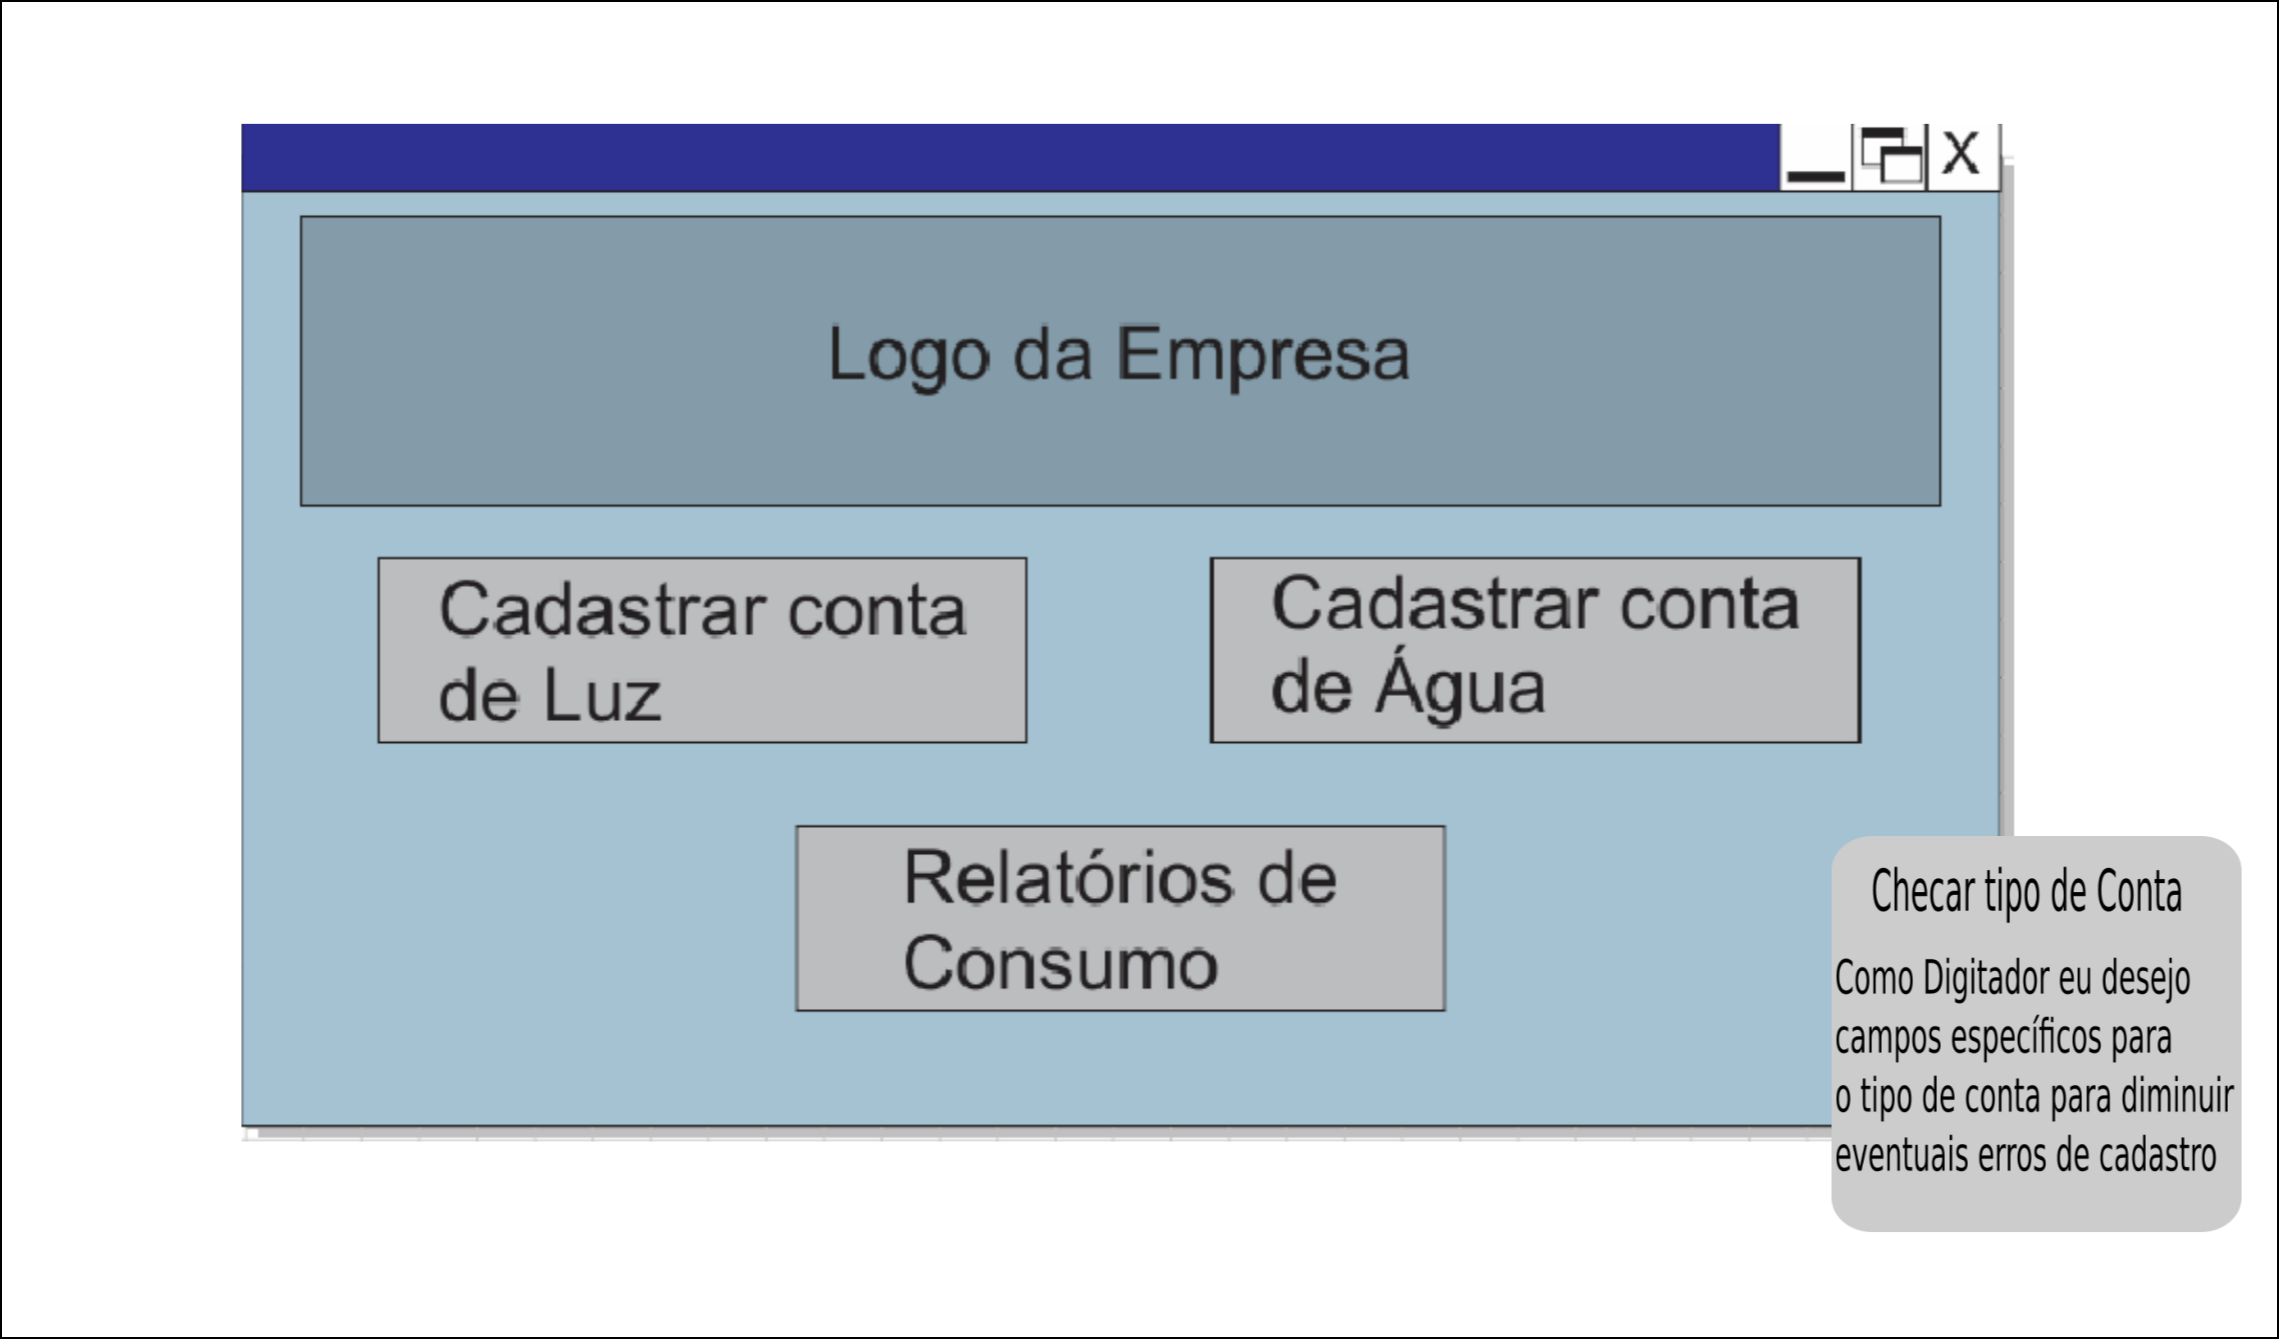 X
Logo da Empresa
Cadastrar conta
de Luz
Cadastrar conta
de Água
Relatórios de
Consumo
Checar tipo de Conta
Como Digitador eu desejo
campos específicos para
o tipo de conta para diminuir
eventuais erros de cadastro